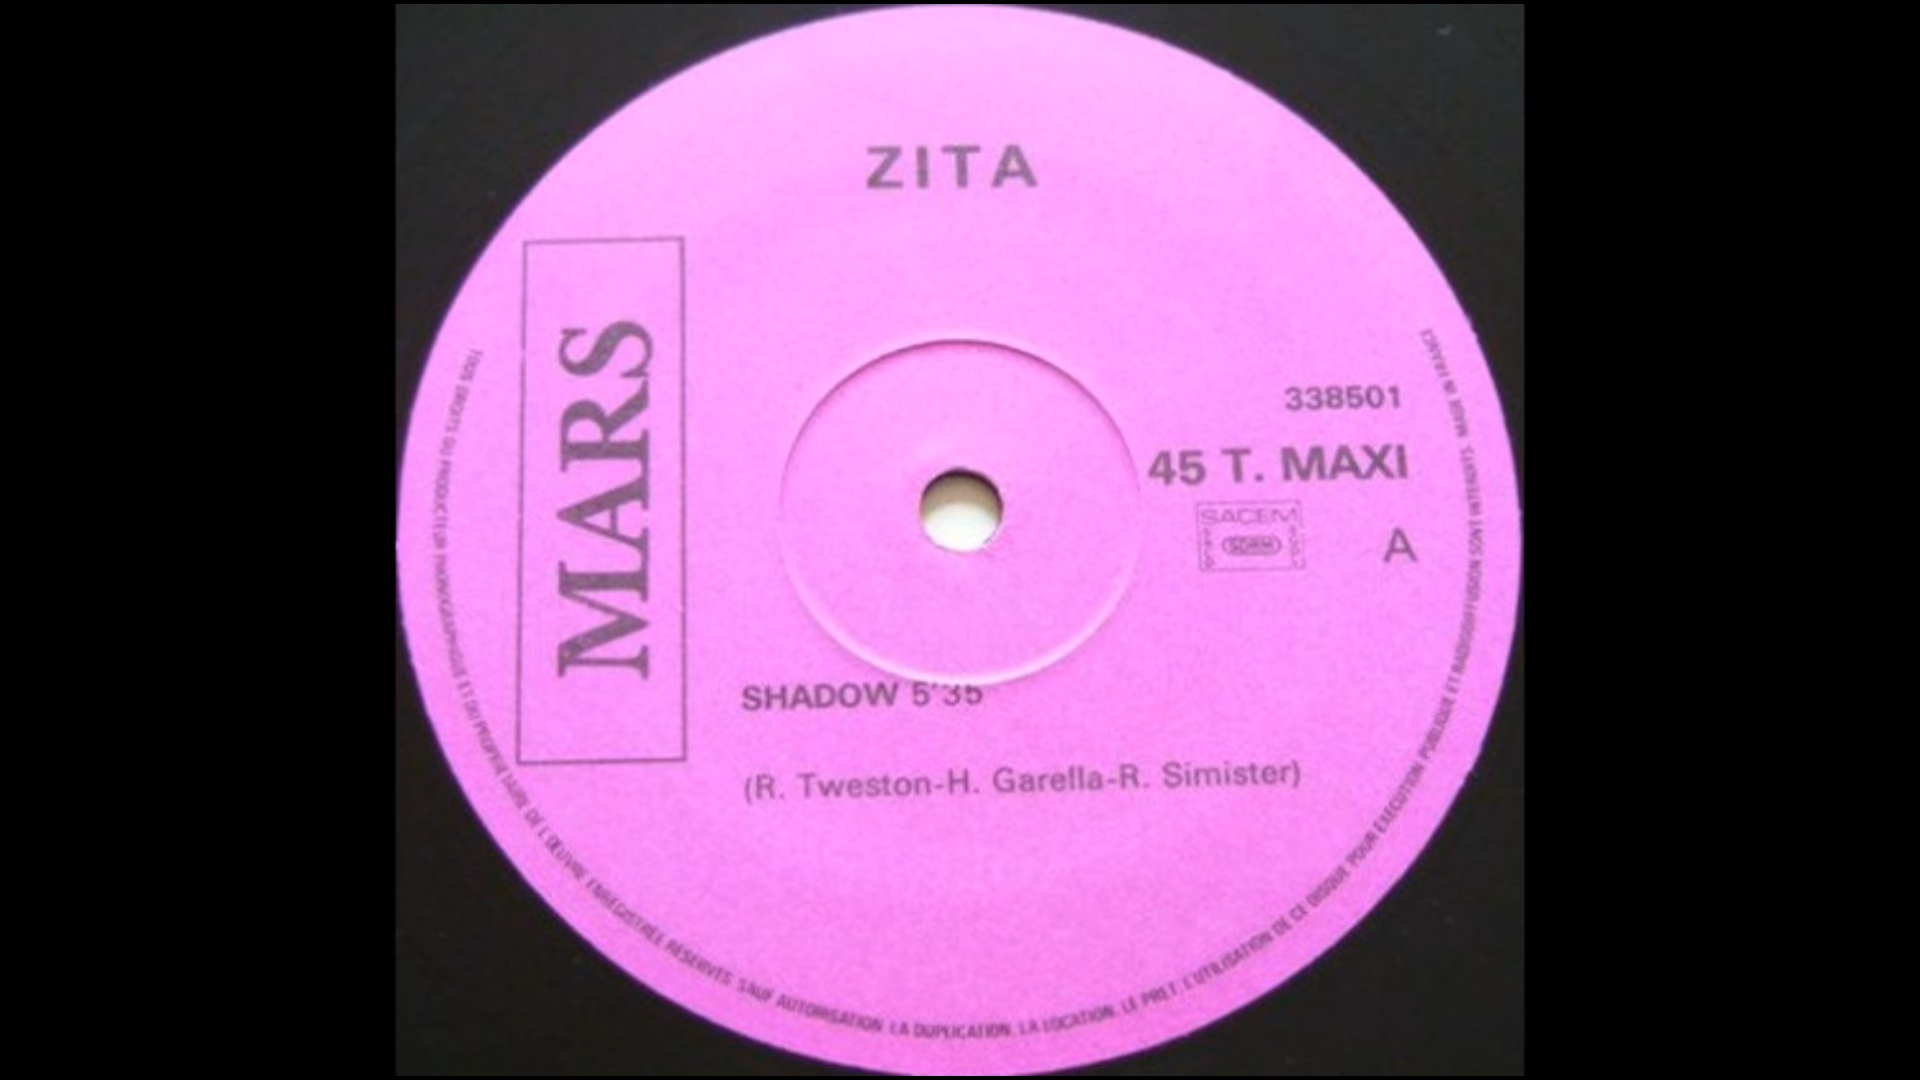 ZITA
MARS
338501
45 T. MAXI
SACEM
SDRM
A
SHADOW 5'35
(R. Tweston-H. Garella-R. Simister)
TOUS DROITS DU PRODUCTEUR PHONOGRAPHIQUE ET DU PROPRIETAIRE DE L'OEUVRE ENREGISTRÉE RESERVES. SAUF AUTORISATION. LA DUPLICATION. LA LOCATION. LE PRET. L'UTILISATION DE CE DISQUE POUR EXECUTION PUBLIQUE ET RADIODIFFUSION SONT INTERDITS. MADE IN FRANCE